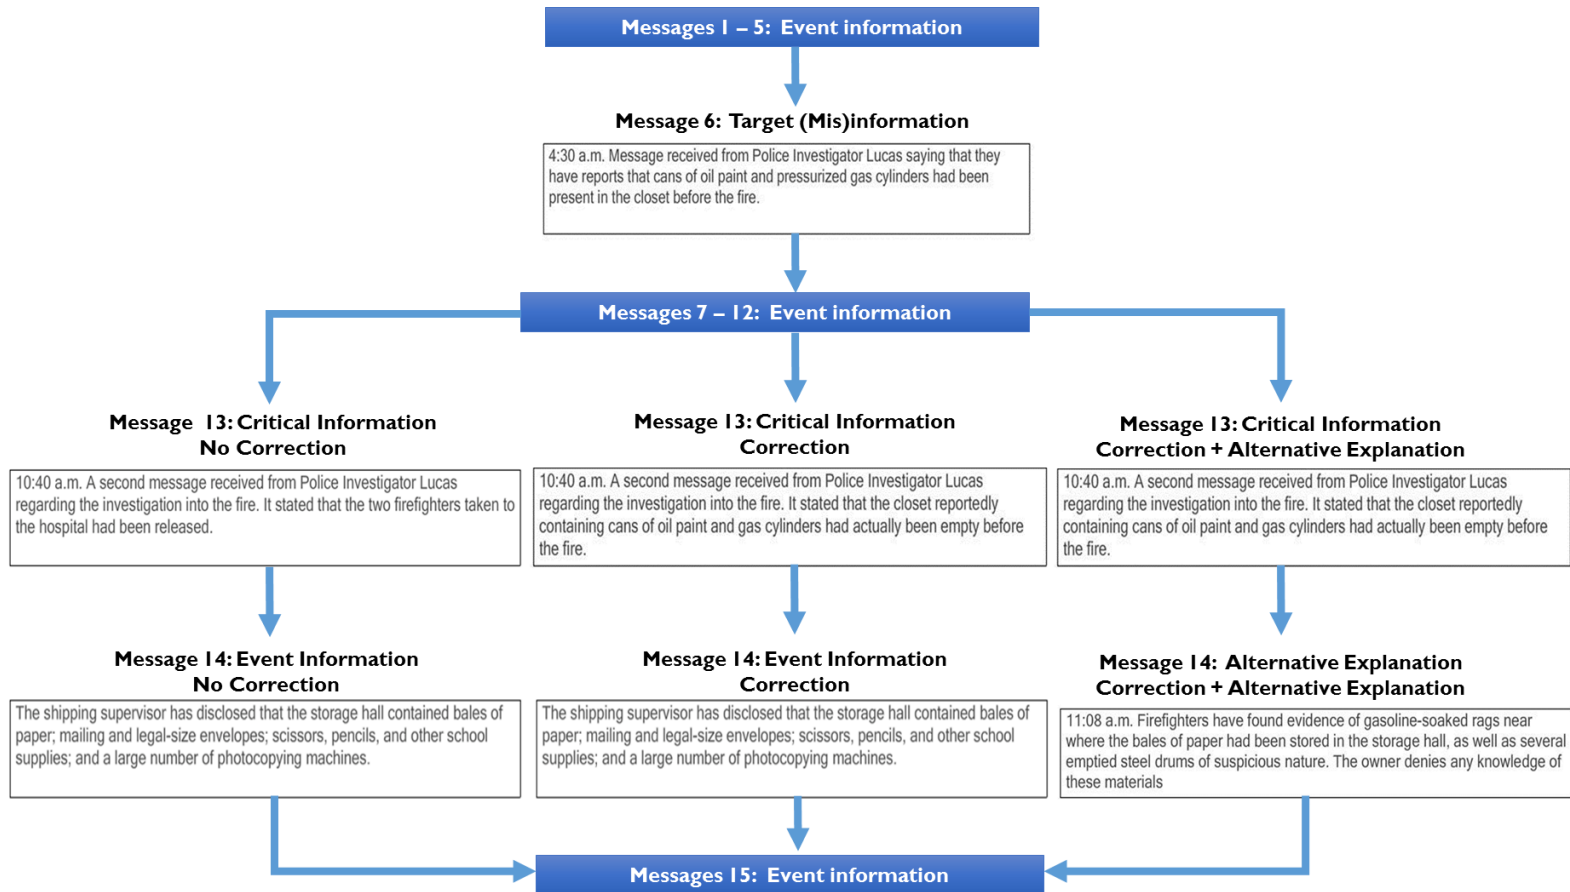 Messages 1 – 5: Event information
Message 6: Target (Mis)information
4:30 a.m. Message received from Police Investigator Lucas saying that they
have reports that cans of oil paint and pressurized gas cylinders had been
present in the closet before the fire.
Messages 7 – 12: Event information
Message 13: Critical Information
No Correction
10:40 a.m. A second message received from Police Investigator Lucas
regarding the investigation into the fire. It stated that the two firefighters taken to
the hospital had been released.
Message 13: Critical Information
Correction
10:40 a.m. A second message received from Police Investigator Lucas
regarding the investigation into the fire. It stated that the closet reportedly
containing cans of oil paint and gas cylinders had actually been empty before
the fire.
Message 13: Critical Information
Correction + Alternative Explanation
10:40 a.m. A second message received from Police Investigator Lucas
regarding the investigation into the fire. It stated that the closet reportedly
containing cans of oil paint and gas cylinders had actually been empty before
the fire.
Message 14: Event Information
No Correction
The shipping supervisor has disclosed that the storage hall contained bales of
paper; mailing and legal-size envelopes; scissors, pencils, and other school
supplies; and a large number of photocopying machines.
Message 14: Event Information
Correction
The shipping supervisor has disclosed that the storage hall contained bales of
paper; mailing and legal-size envelopes; scissors, pencils, and other school
supplies; and a large number of photocopying machines.
Message 14: Alternative Explanation
Correction + Alternative Explanation
11:08 a.m. Firefighters have found evidence of gasoline-soaked rags near
where the bales of paper had been stored in the storage hall, as well as several
emptied steel drums of suspicious nature. The owner denies any knowledge of
these materials
Messages 15: Event information